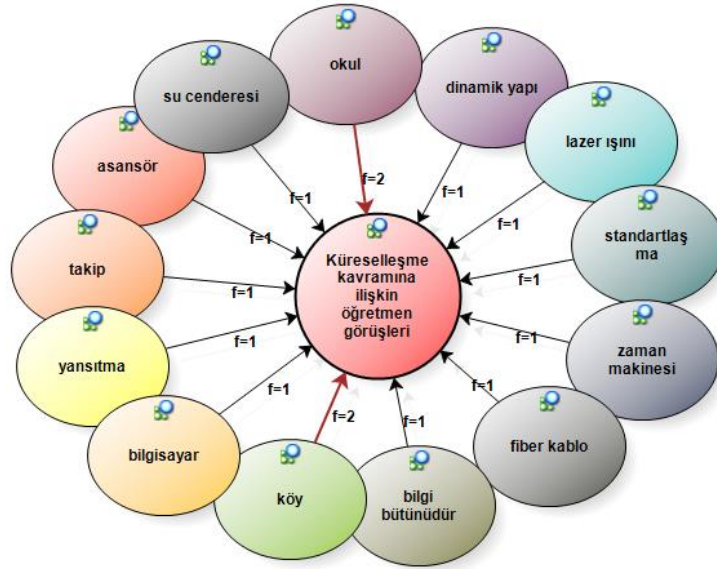 okul
su cenderesi
dinamik yapı
asansör
lazer ışını
f=2
f=1
f=1
f=1
f=1
takip
standartlaş
ma
Küreselleşme
kavramına
ilişkin
öğretmen
görüşleri
f=1
f=1
yansıtma
f=1
f=1
zaman
makinesi
bilgisayar
f=1
f=1
fiber kablo
f=2
f=1
köy
bilgi
bütünüdür